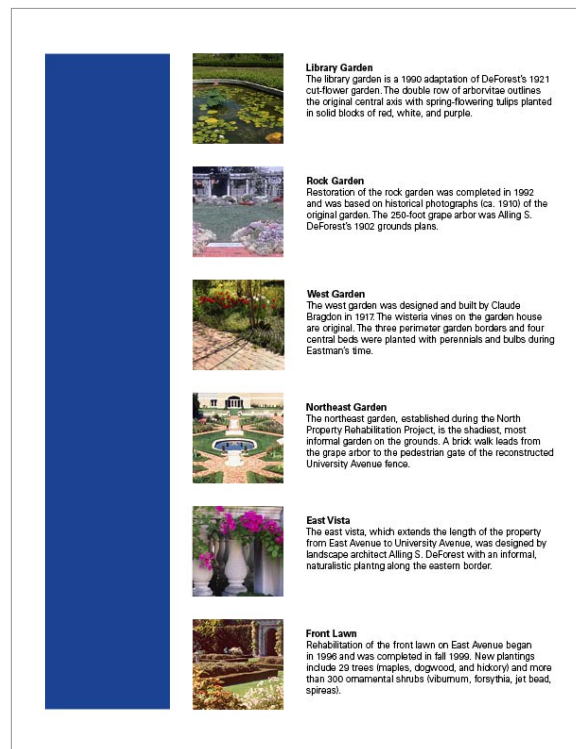 Library Garden
The library garden is a 1990 adaptation of DeForest's 1921
cut-flower garden. The double row of arborvitae outlines
the original central axis with spring-flowering tulips planted
in solid blocks of red, white, and purple.
Rock Garden
Restoration of the rock garden was completed in 1992
and was based on historical photographs (ca. 1910) of the
original garden. The 250-foot grape arbor was Alling S.
DeForest's 1902 grounds plans.
West Garden
The west garden was designed and built by Claude
Bragdon in 1917. The wisteria vines on the garden house
are original. The three perimeter garden borders and four
central beds were planted with perennials and bulbs during
Eastman's time.
Northeast Garden
The northeast garden, established during the North
Property Rehabilitation Project, is the shadiest, most
informal garden on the grounds. A brick walk leads from
the grape arbor to the pedestrian gate of the reconstructed
University Avenue fence.
East Vista
The east vista, which extends the length of the property
from East Avenue to University Avenue, was designed by
landscape architect Alling S. DeForest with an informal,
naturalistic plantng along the eastern border.
Front Lawn
Rehabilitation of the front lawn on East Avenue began
in 1996 and was completed in fall 1999. New plantings
include 29 trees (maples, dogwood, and hickory) and more
than 300 ornamental shrubs (viburnum, forsythia, jet bead,
spireas).